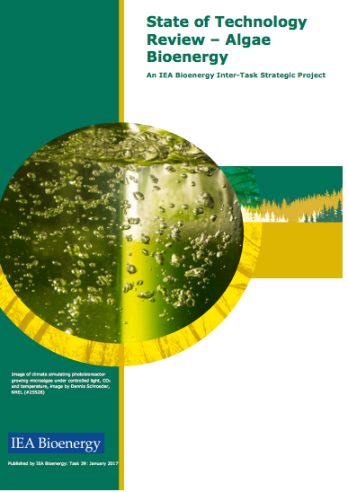 State of Technology
Review – Algae
Bioenergy
An IEA Bioenergy Inter-Task Strategic Project
Image of climate simulating photobioreactor
growing microalgae under controlled light, CO₂
and temperature, image by Dennis Schroeder,
NREL (#25528)
IEA Bioenergy
Published by IEA Bioenergy: Task 39: January 2017